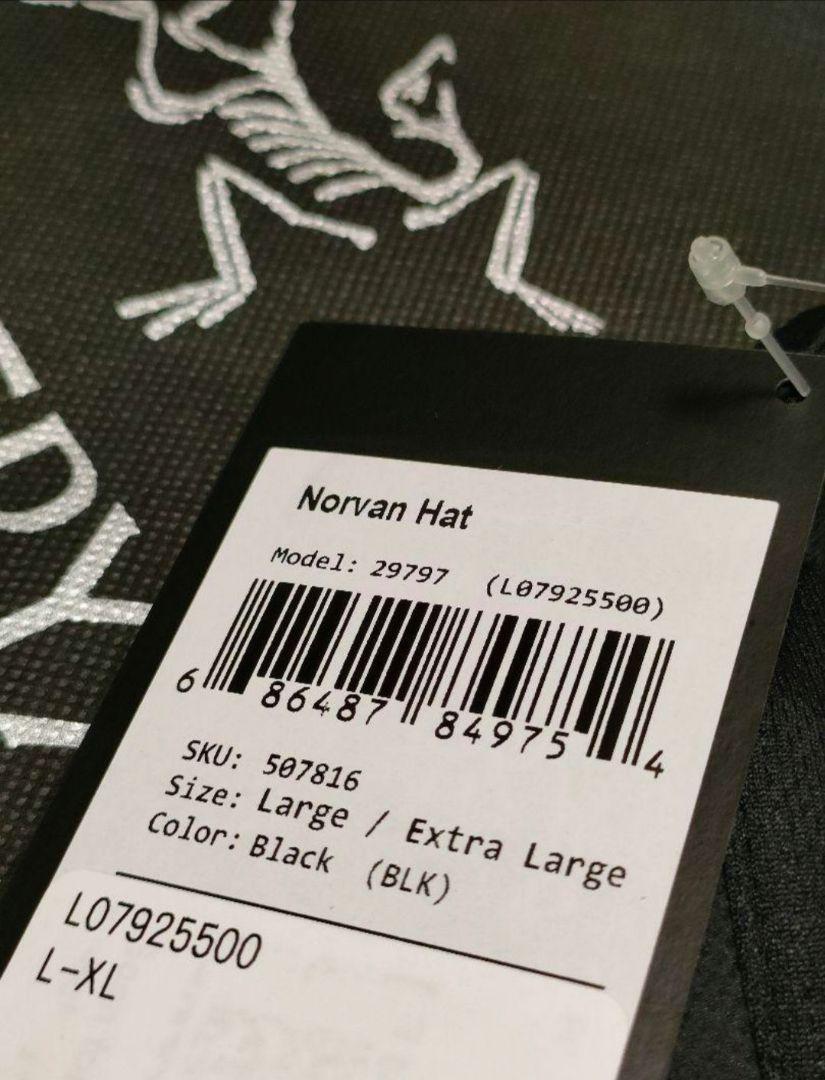 DY
Norvan Hat
Model: 29797 (L07925500)
6 86487 84975 4
SKU: 507816
Size: Large / Extra Large
Color: Black (BLK)
L07925500
L-XL